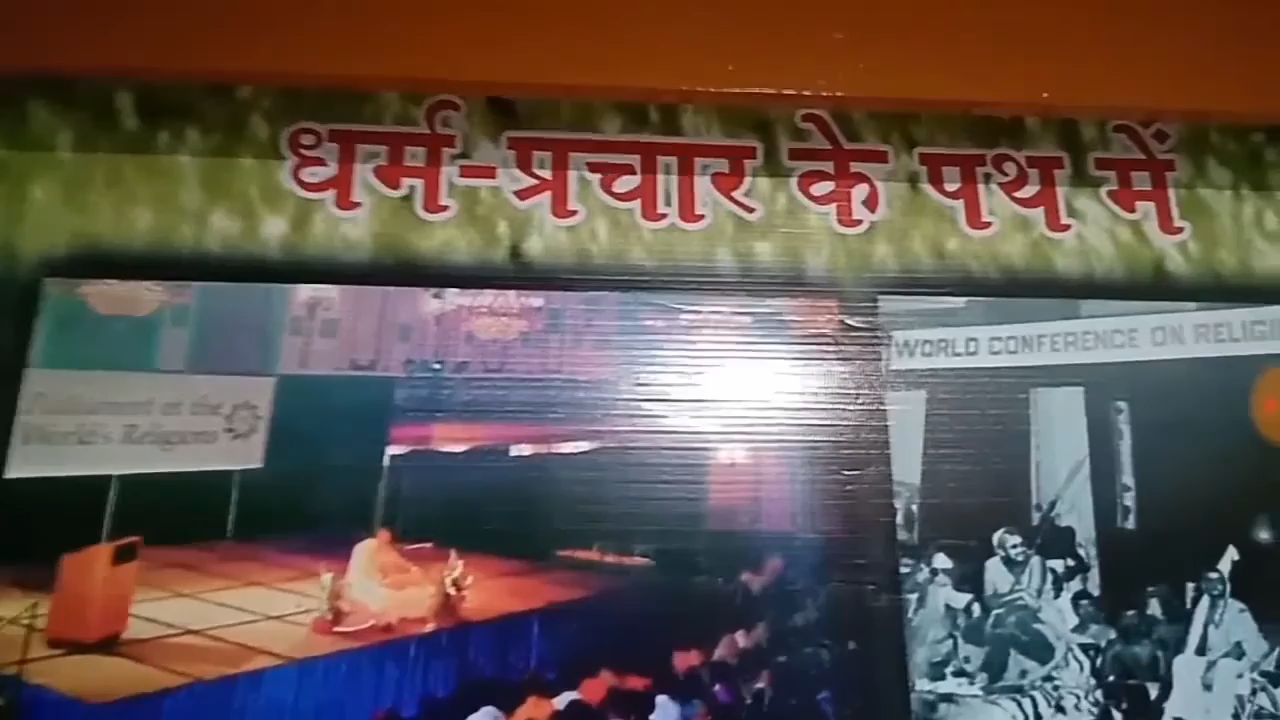 धर्म-प्रचार के पथ में
WORLD CONFERENCE ON RELIGI
Parliament of the
World's Religions